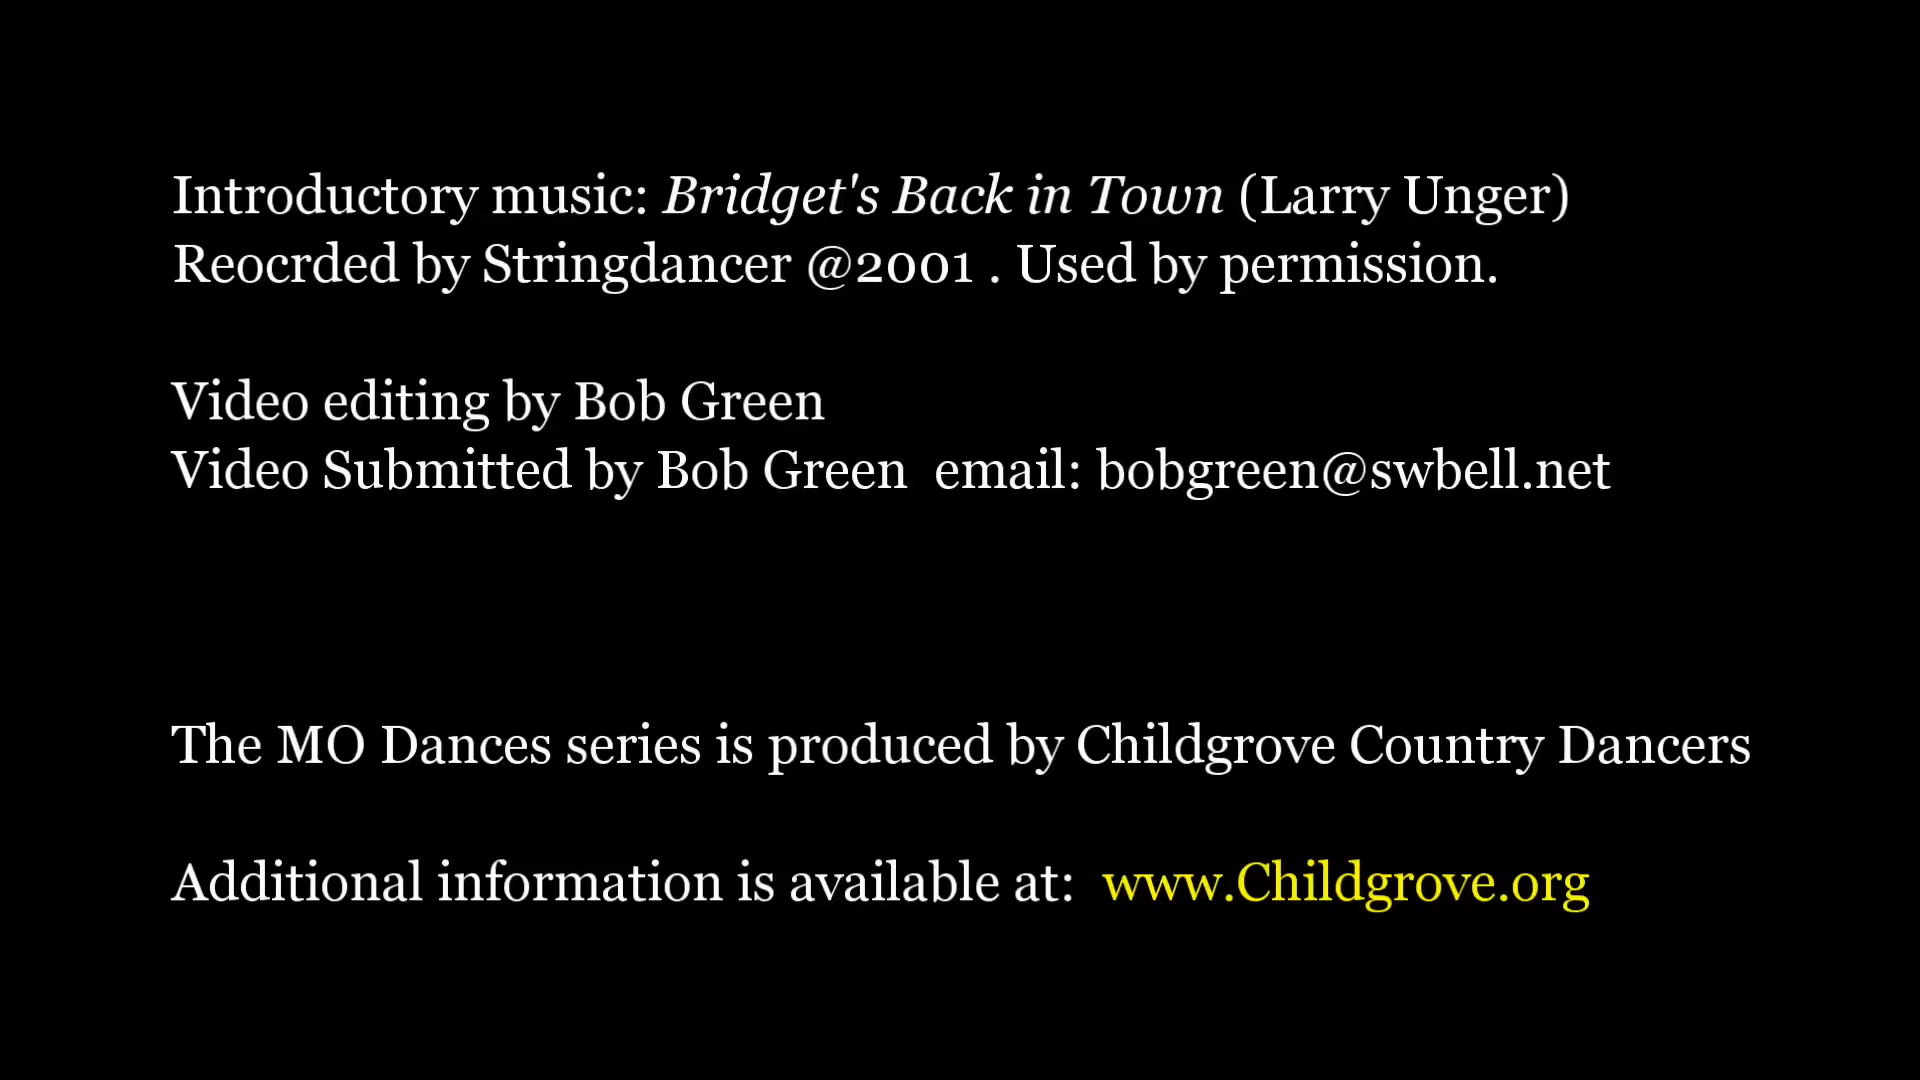 Introductory music: Bridget's Back in Town (Larry Unger)
Reocrded by Stringdancer @2001 . Used by permission.
Video editing by Bob Green
Video Submitted by Bob Green  email: bobgreen@swbell.net
The MO Dances series is produced by Childgrove Country Dancers
Additional information is available at:  www.Childgrove.org